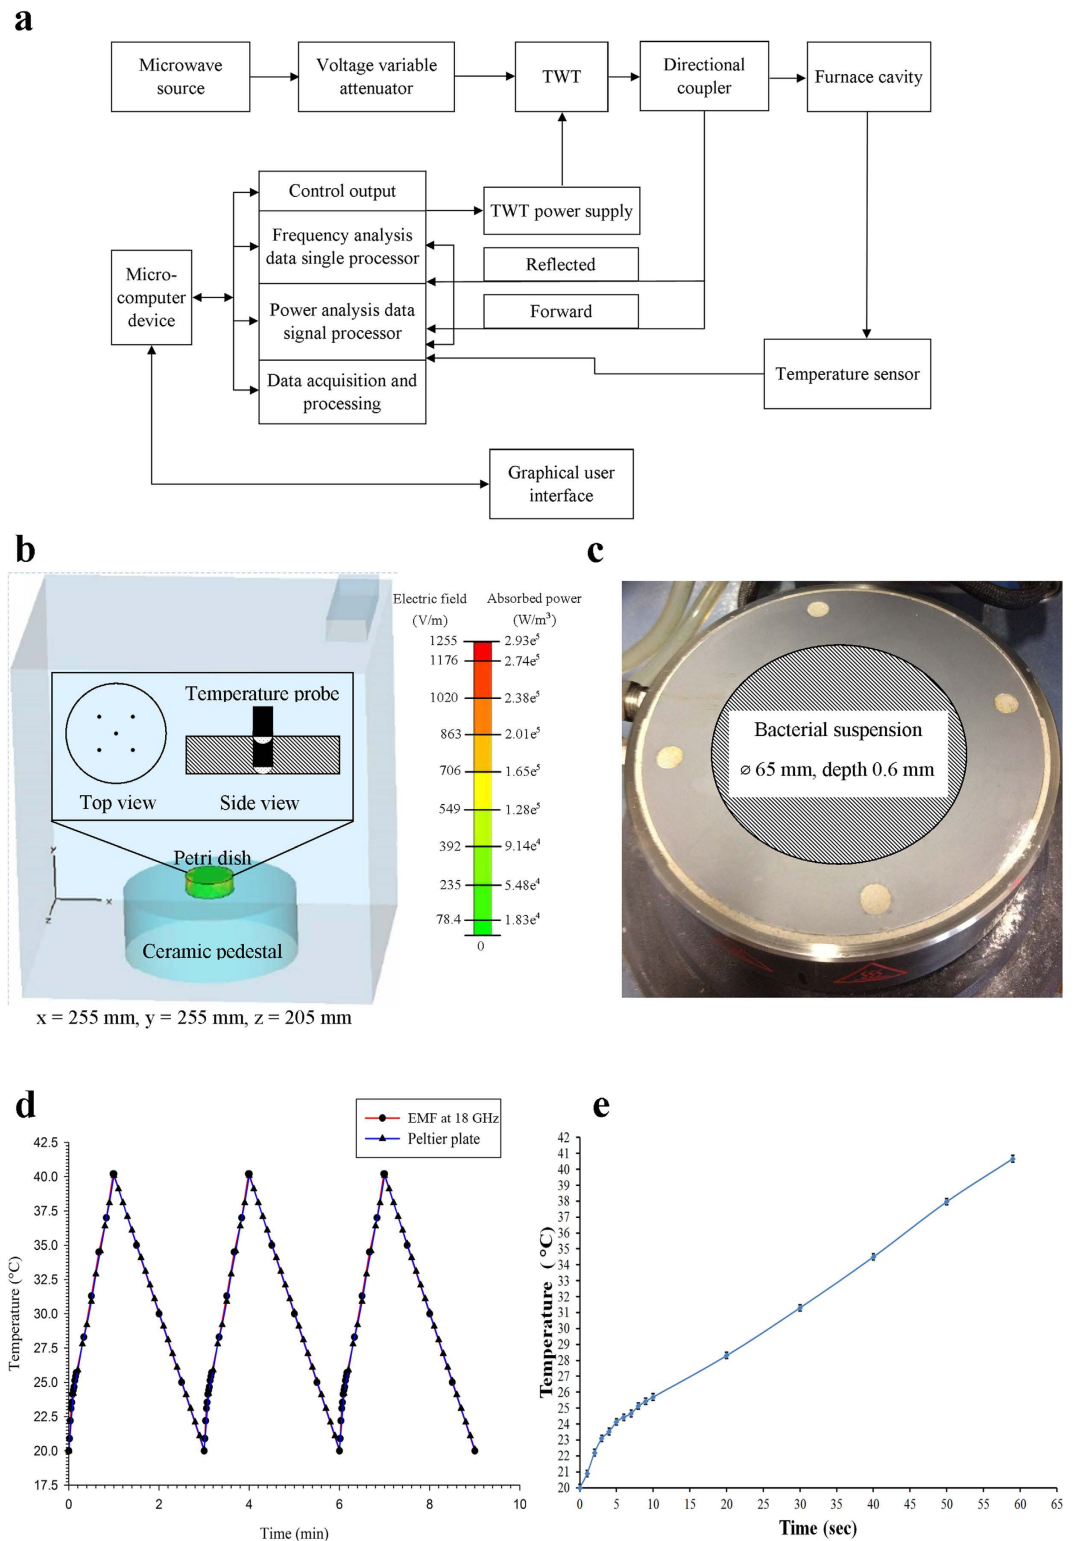 a
Microwave
source
Voltage variable
attenuator
TWT
Directional
coupler
Furnace cavity
Control output
TWT power supply
Frequency analysis
data single processor
Reflected
Micro-
computer
device
Power analysis data
signal processor
Forward
Temperature sensor
Data acquisition and
processing
Graphical user
interface
b
Electric field
(V/m)
Absorbed power
(W/m³)
1255 2.93e⁵
1176 2.74e⁵
1020 2.38e⁵
863 2.01e⁵
706 1.65e⁵
549 1.28e⁵
392 9.14e⁴
235 5.48e⁴
78.4 1.83e⁴
0
Temperature probe
Top view
Side view
Petri dish
Ceramic pedestal
y
x
z
x = 255 mm, y = 255 mm, z = 205 mm
c
Bacterial suspension
⌀ 65 mm, depth 0.6 mm
SSS
d
EMF at 18 GHz
Peltier plate
Temperature (°C)
42.5
40.0
37.5
35.0
32.5
30.0
27.5
25.0
22.5
20.0
17.5
0 2 4 6 8 10
Time (min)
e
Temperature ( °C)
42
41
40
39
38
37
36
35
34
33
32
31
30
29
28
27
26
25
24
23
22
21
20
0 5 10 15 20 25 30 35 40 45 50 55 60 65
Time (sec)